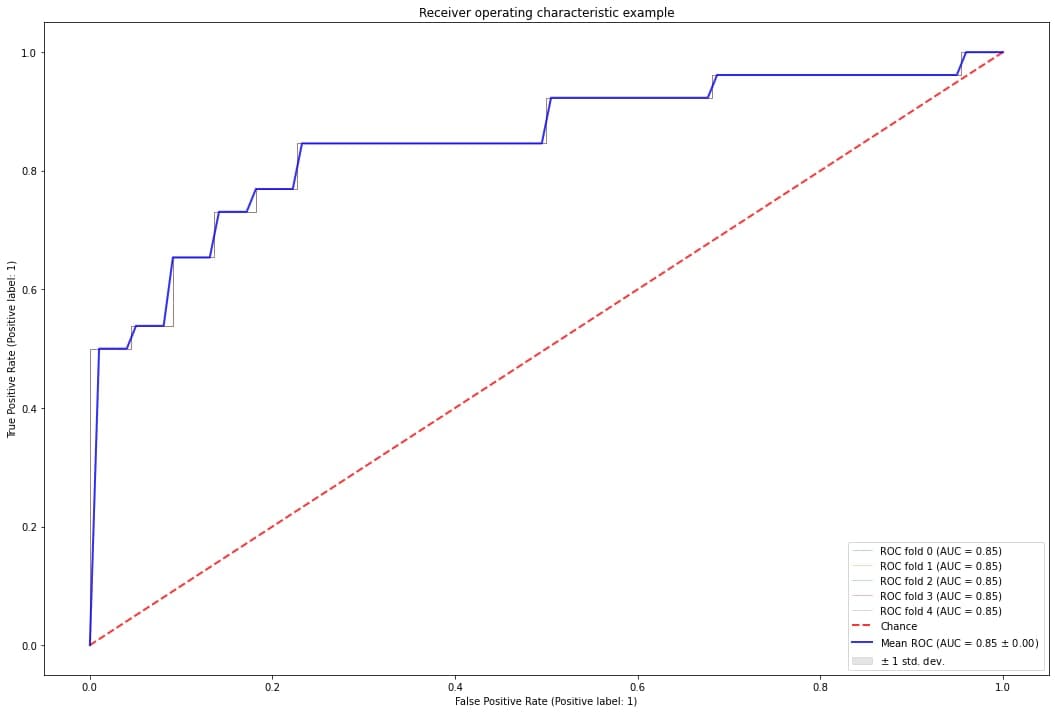 Receiver operating characteristic example
True Positive Rate (Positive label: 1)
1.0
0.8
0.6
0.4
0.2
0.0
0.0 0.2 0.4 0.6 0.8 1.0
False Positive Rate (Positive label: 1)
ROC fold 0 (AUC = 0.85)
ROC fold 1 (AUC = 0.85)
ROC fold 2 (AUC = 0.85)
ROC fold 3 (AUC = 0.85)
ROC fold 4 (AUC = 0.85)
Chance
Mean ROC (AUC = 0.85 ± 0.00)
± 1 std. dev.